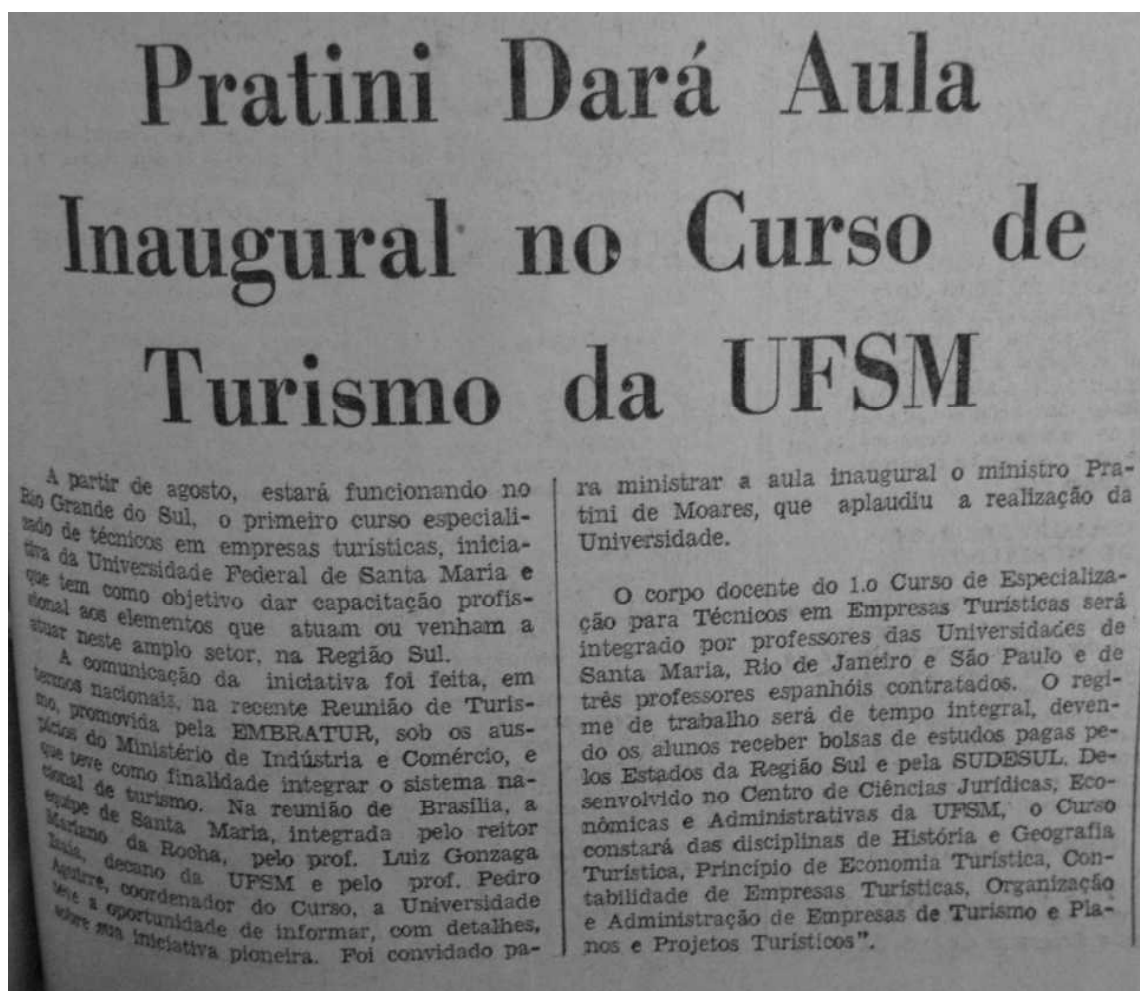 Pratini Dará Aula
Inaugural no Curso de
Turismo da UFSM
A partir de agosto, estará funcionando no
Rio Grande do Sul, o primeiro curso especiali-
zado de técnicos em empresas turísticas, inicia-
tiva da Universidade Federal de Santa Maria e
que tem como objetivo dar capacitação profis-
sional aos elementos que atuam ou venham a
atuar neste amplo setor, na Região Sul.
A comunicação da iniciativa foi feita, em
termos nacionais, na recente Reunião de Turis-
mo, promovida pela EMBRATUR, sob os aus-
pícios do Ministério de Indústria e Comércio, e
que teve como finalidade integrar o sistema na-
cional de turismo. Na reunião de Brasília, a
equipe de Santa Maria, integrada pelo reitor
Mariano da Rocha, pelo prof. Luiz Gonzaga
Isaia, decano da UFSM e pelo prof. Pedro
Aguirre, coordenador do Curso, a Universidade
teve a oportunidade de informar, com detalhes,
sobre sua iniciativa pioneira. Foi convidado pa-
ra ministrar a aula inaugural o ministro Pra-
tini de Moares, que aplaudiu a realização da
Universidade.
O corpo docente do 1.o Curso de Especializa-
ção para Técnicos em Empresas Turísticas será
integrado por professores das Universidades de
Santa Maria, Rio de Janeiro e São Paulo e de
três professores espanhóis contratados. O regi-
me de trabalho será de tempo integral, deven-
do os alunos receber bolsas de estudos pagas pe-
los Estados da Região Sul e pela SUDESUL. De-
senvolvido no Centro de Ciências Jurídicas, Eco-
nômicas e Administrativas da UFSM, o Curso
constará das disciplinas de História e Geografia
Turística, Princípio de Economia Turística, Con-
tabilidade de Empresas Turísticas, Organização
e Administração de Empresas de Turismo e Pla-
nos e Projetos Turísticos".